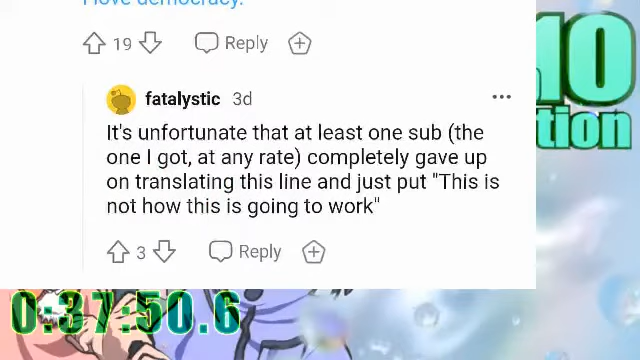 I love democracy.
19 Reply
10
tion
fatalystic 3d
It's unfortunate that at least one sub (the
one I got, at any rate) completely gave up
on translating this line and just put "This is
not how this is going to work"
3 Reply
0:37:50.6